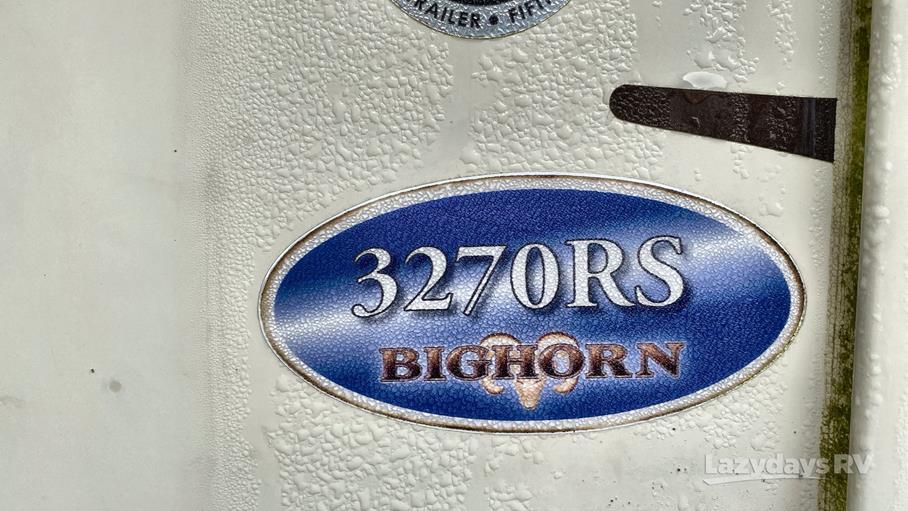 RAILER • FIFT
3270RS
BIGHORN
Lazydays RV